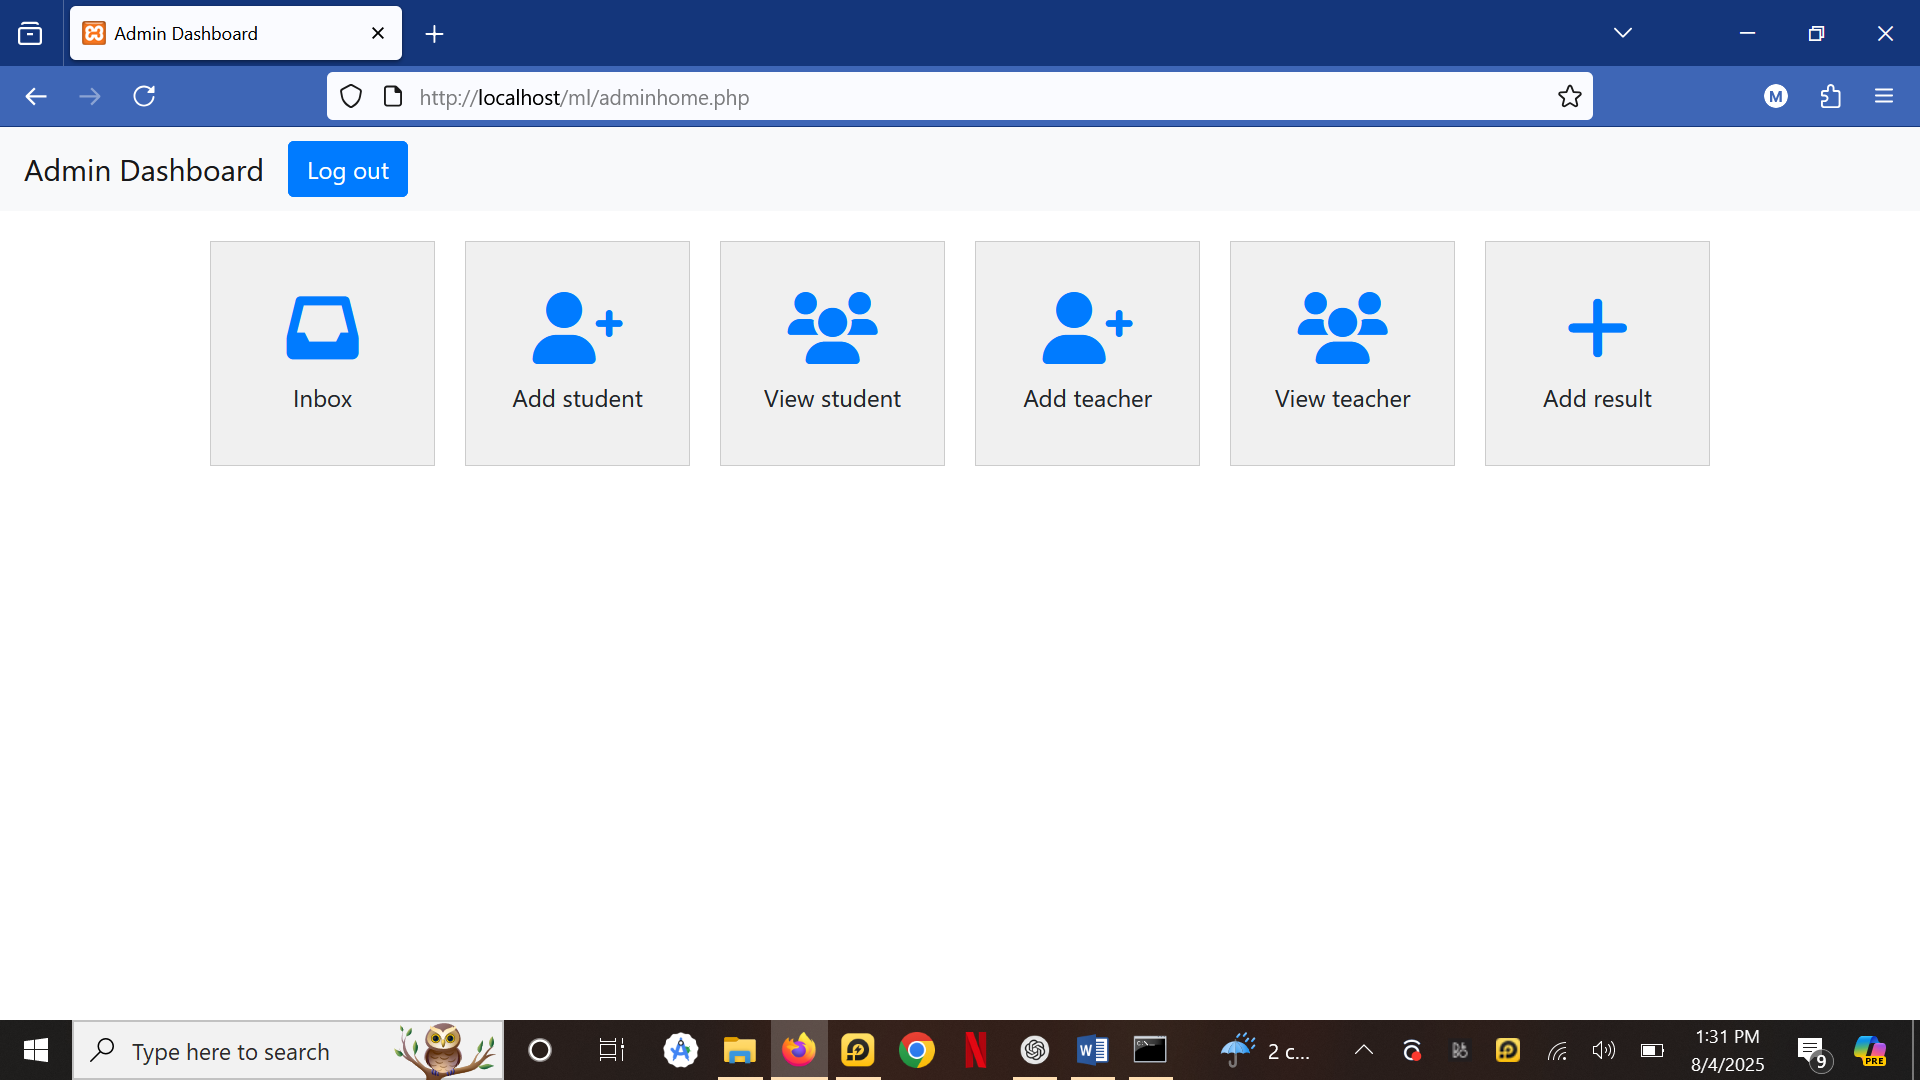 Admin Dashboard
http://localhost/ml/adminhome.php
M
Admin Dashboard
Log out
Inbox
Add student
View student
Add teacher
View teacher
Add result
Type here to search
W
N
2 c...
1:31 PM
8/4/2025
9
PRE